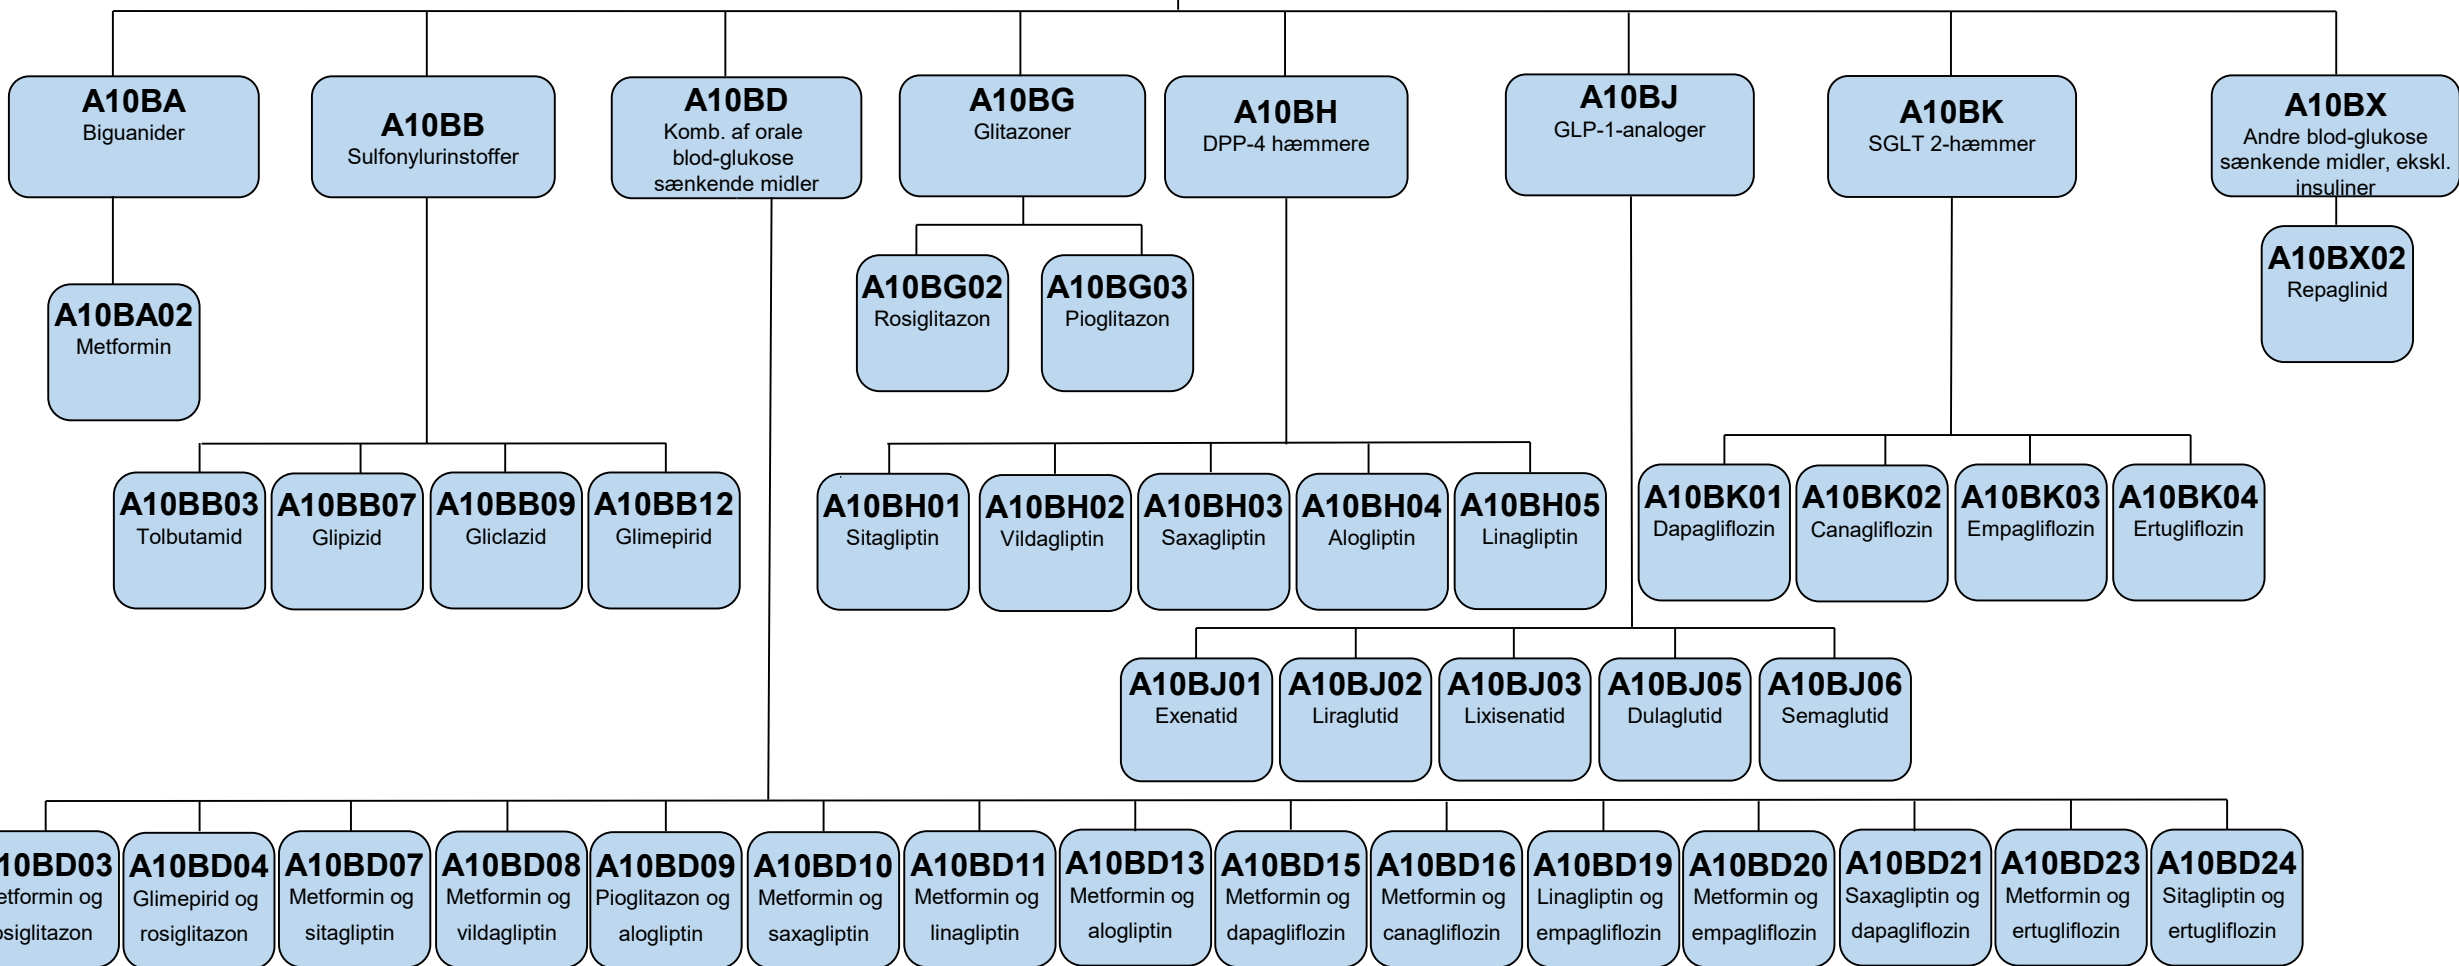 A10BA
Biguanider
A10BB
Sulfonylurinstoffer
A10BD
Komb. af orale
blod-glukose
sænkende midler
A10BG
Glitazoner
A10BH
DPP-4 hæmmere
A10BJ
GLP-1-analoger
A10BK
SGLT 2-hæmmer
A10BX
Andre blod-glukose
sænkende midler, ekskl.
insuliner
A10BA02
Metformin
A10BG02
Rosiglitazon
A10BG03
Pioglitazon
A10BX02
Repaglinid
A10BB03
Tolbutamid
A10BB07
Glipizid
A10BB09
Gliclazid
A10BB12
Glimepirid
A10BH01
Sitagliptin
A10BH02
Vildagliptin
A10BH03
Saxagliptin
A10BH04
Alogliptin
A10BH05
Linagliptin
A10BK01
Dapagliflozin
A10BK02
Canagliflozin
A10BK03
Empagliflozin
A10BK04
Ertugliflozin
A10BJ01
Exenatid
A10BJ02
Liraglutid
A10BJ03
Lixisenatid
A10BJ05
Dulaglutid
A10BJ06
Semaglutid
10BD03
etformin og
osiglitazon
A10BD04
Glimepirid og
rosiglitazon
A10BD07
Metformin og
sitagliptin
A10BD08
Metformin og
vildagliptin
A10BD09
Pioglitazon og
alogliptin
A10BD10
Metformin og
saxagliptin
A10BD11
Metformin og
linagliptin
A10BD13
Metformin og
alogliptin
A10BD15
Metformin og
dapagliflozin
A10BD16
Metformin og
canagliflozin
A10BD19
Linagliptin og
empagliflozin
A10BD20
Metformin og
empagliflozin
A10BD21
Saxagliptin og
dapagliflozin
A10BD23
Metformin og
ertugliflozin
A10BD24
Sitagliptin og
ertugliflozin